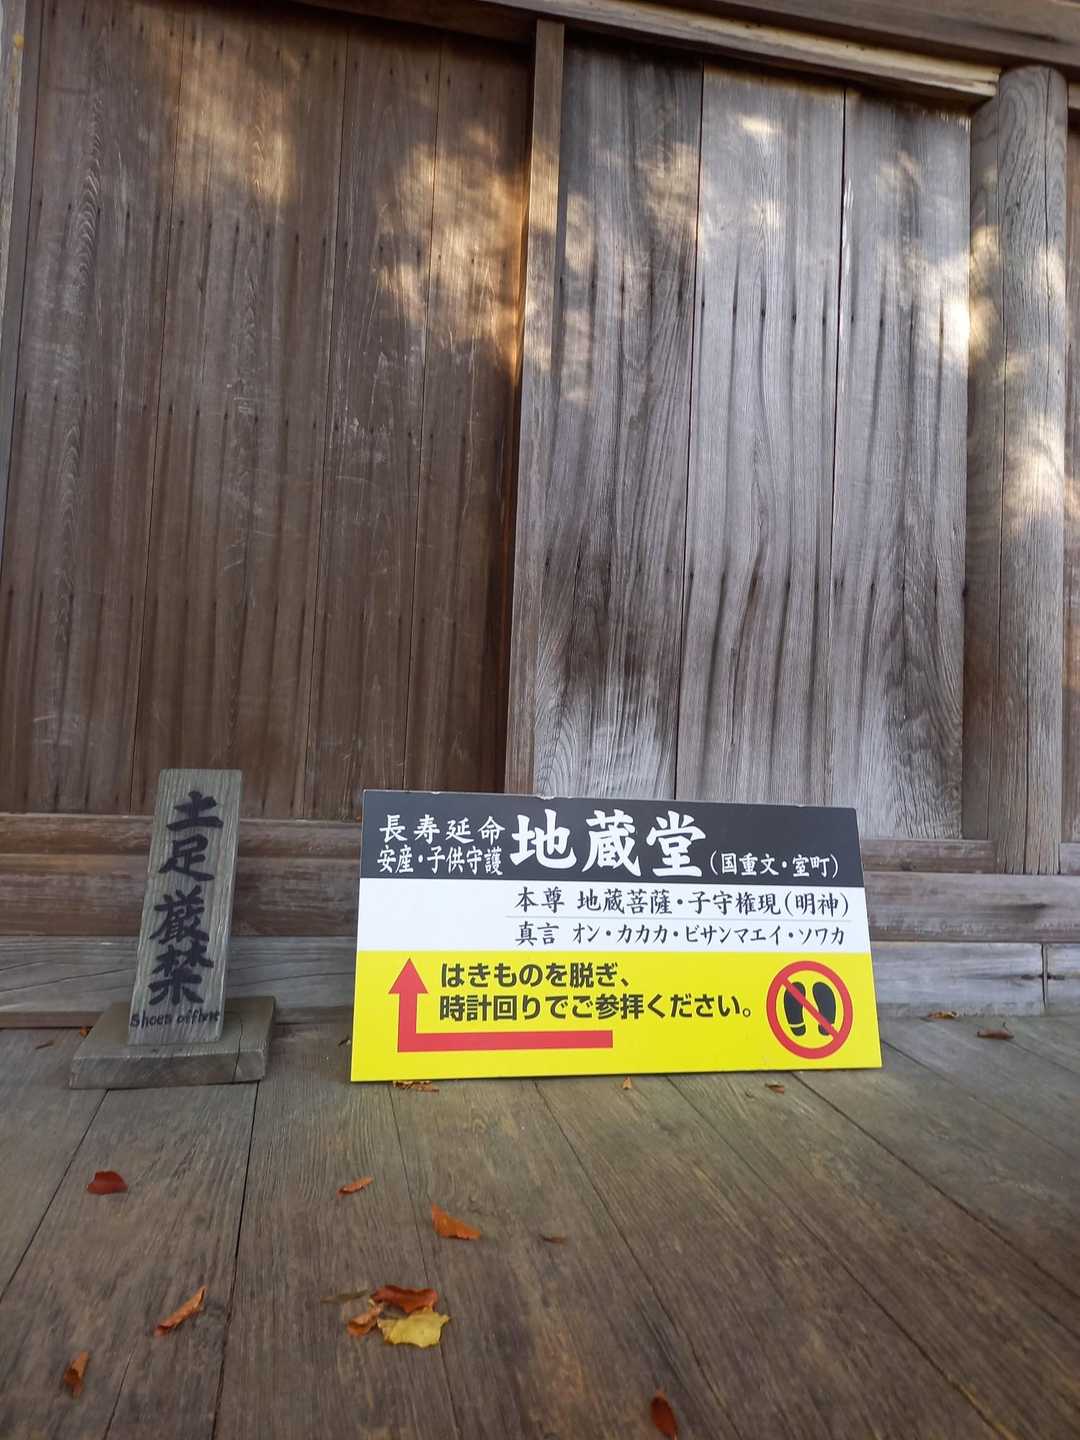 土足厳禁
Shoes off here
長寿延命
安産・子供守護
地蔵堂
(国重文・室町)
本尊 地蔵菩薩・子守権現(明神)
真言 オン・カカカ・ビサンマエイ・ソワカ
はきものを脱ぎ、
時計回りでご参拝ください。